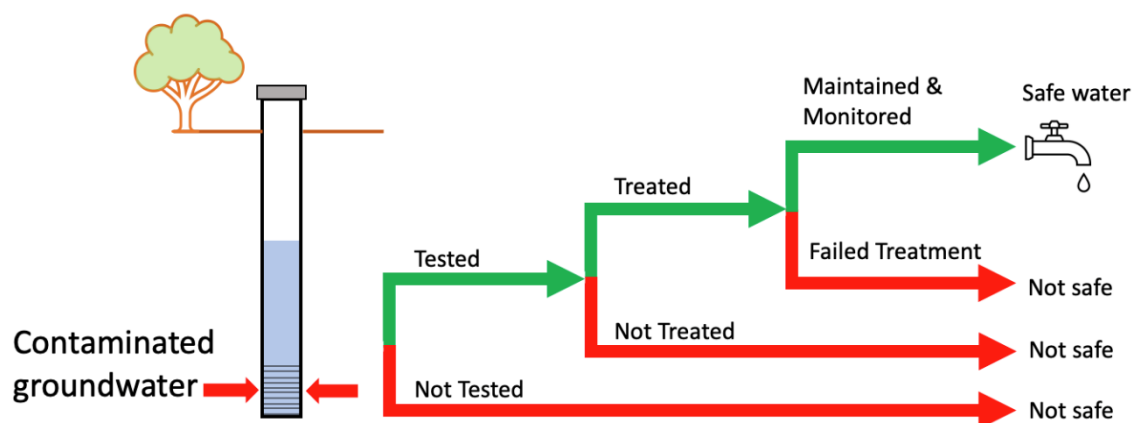 Maintained &
Monitored
Safe water
Treated
Tested
Failed Treatment
Not safe
Contaminated
groundwater
Not Treated
Not safe
Not Tested
Not safe